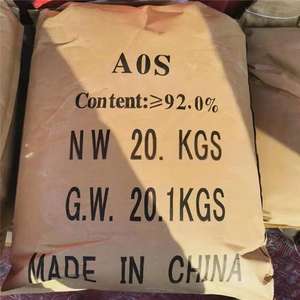 AOS
Content:≥92.0%
NW 20. KGS
G.W. 20.1KGS
MADE IN CHINA